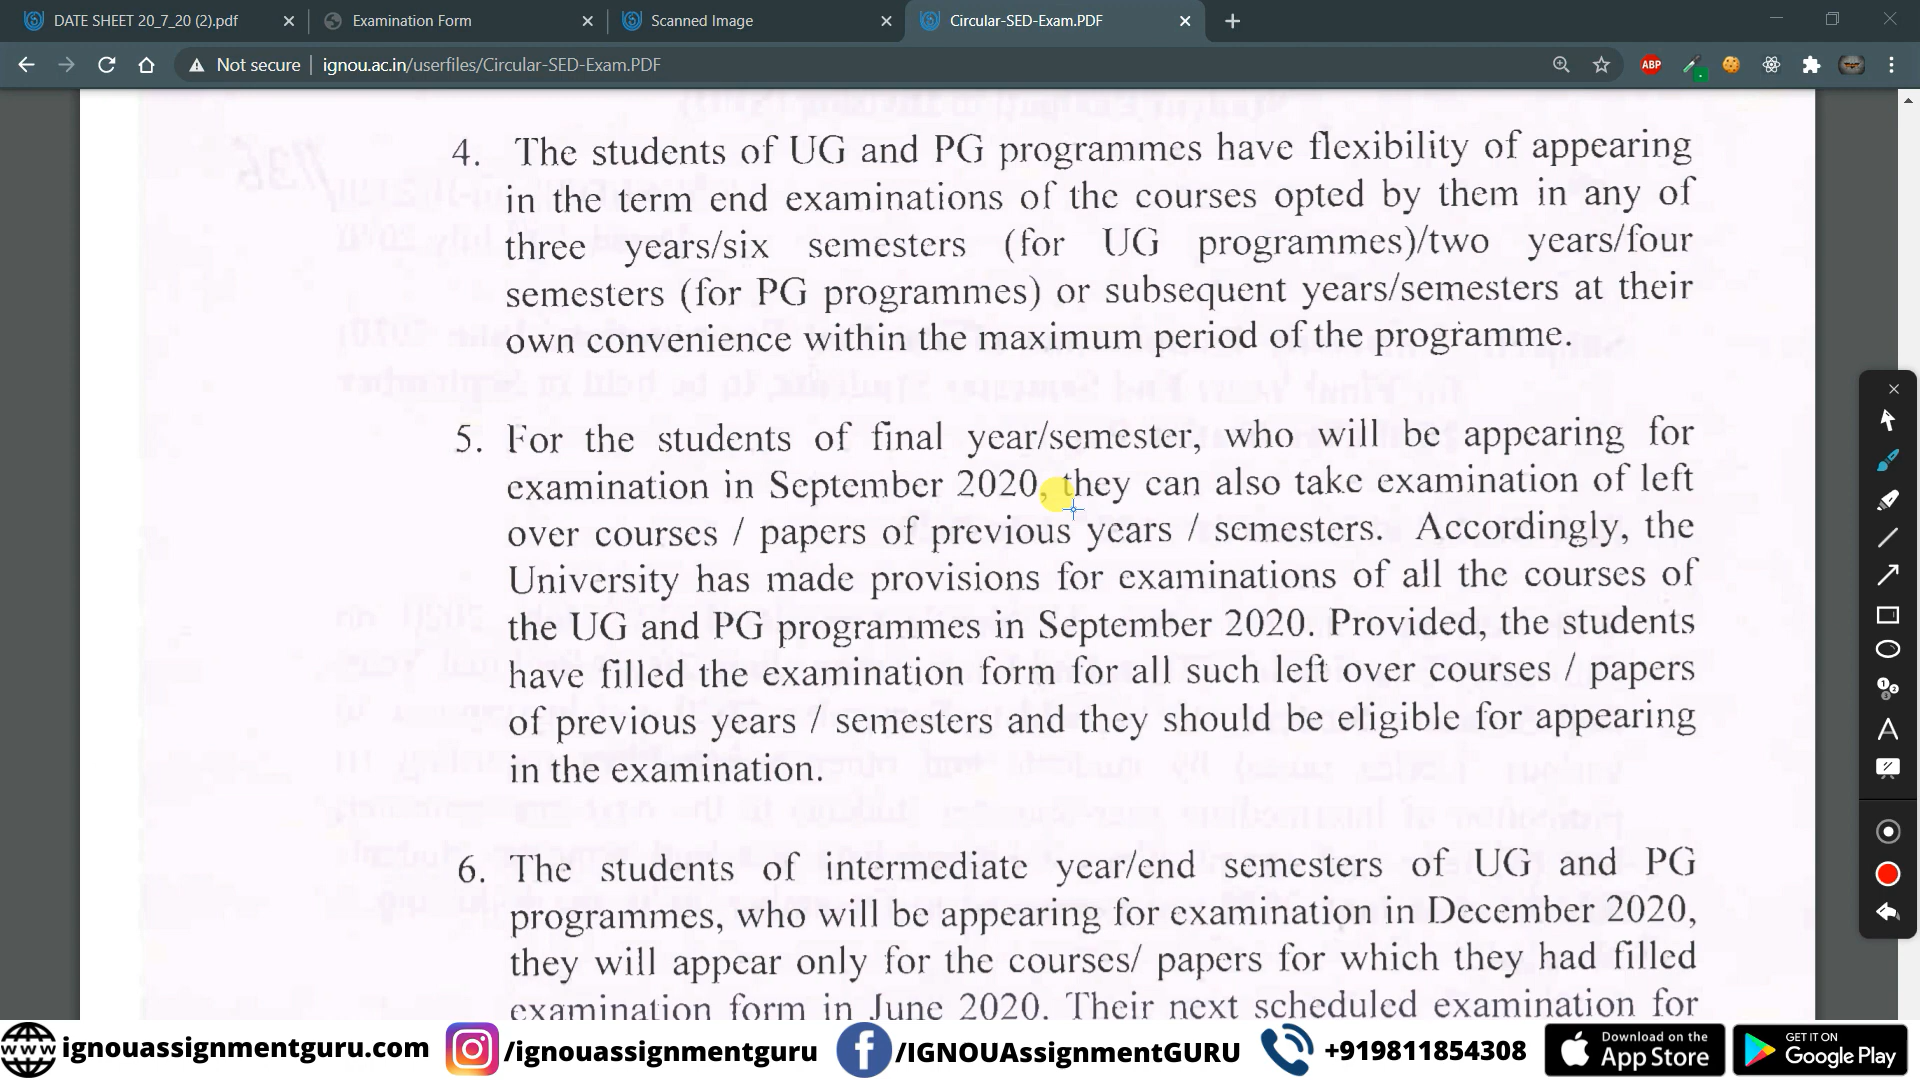 DATE SHEET 20_7_20 (2).pdf
Examination Form
Scanned Image
Circular-SED-Exam.PDF
Not secure
ignou.ac.in/userfiles/Circular-SED-Exam.PDF
ABP
4. The students of UG and PG programmes have flexibility of appearing
in the term end examinations of the courses opted by them in any of
three years/six semesters (for UG programmes)/two years/four
semesters (for PG programmes) or subsequent years/semesters at their
own convenience within the maximum period of the programme.
5. For the students of final year/semester, who will be appearing for
examination in September 2020, they can also take examination of left
over courses / papers of previous years / semesters. Accordingly, the
University has made provisions for examinations of all the courses of
the UG and PG programmes in September 2020. Provided, the students
have filled the examination form for all such left over courses / papers
of previous years / semesters and they should be eligible for appearing
in the examination.
6. The students of intermediate year/end semesters of UG and PG
programmes, who will be appearing for examination in December 2020,
they will appear only for the courses/ papers for which they had filled
examination form in June 2020. Their next scheduled examination for
www ignouassignmentguru.com /ignouassignmentguru /IGNOUAssignmentGURU +919811854308
Download on the
App Store
GET IT ON
Google Play